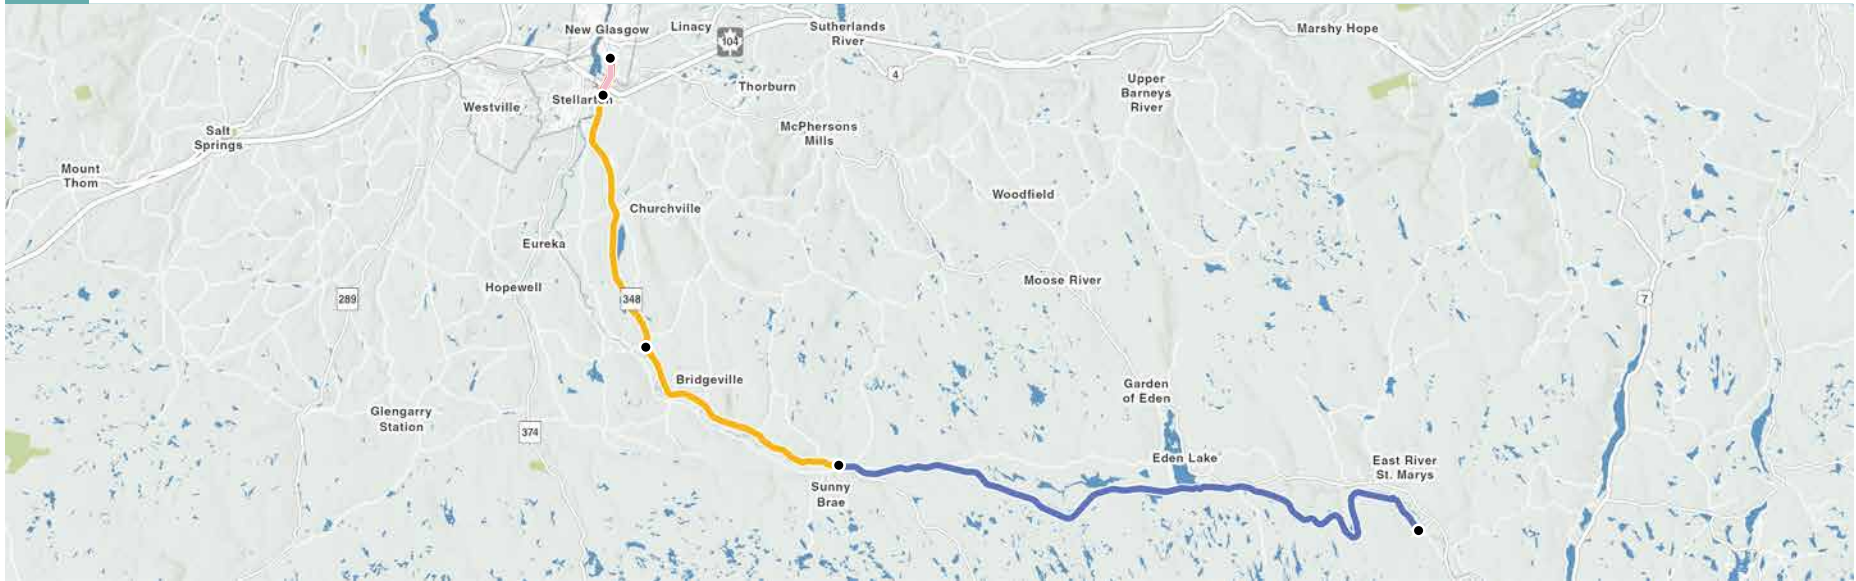 New Glasgow
Linacy
104
Sutherlands
River
Marshy Hope
4
Thorburn
Upper
Barneys
River
Westville
Stellarton
McPhersons
Mills
Salt
Springs
Mount
Thom
Woodfield
Churchville
Eureka
Moose River
Hopewell
289
348
7
Bridgeville
Garden
of Eden
Glengarry
Station
374
Eden Lake
East River
St. Marys
Sunny
Brae